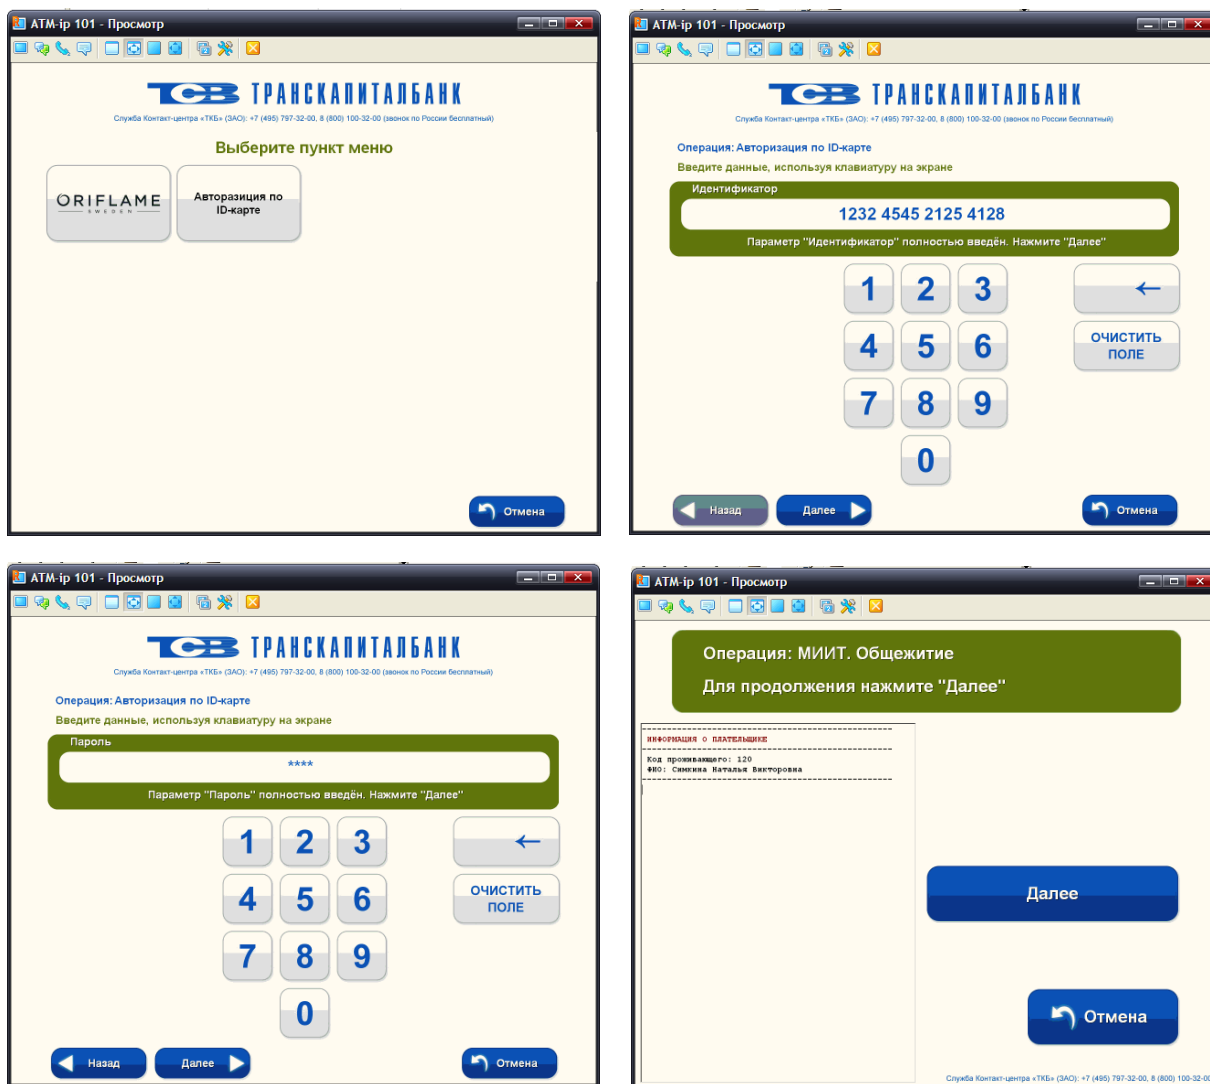 ATM-ip 101 - Просмотр
TCB ТРАНСКАПИТАЛБАНК
Служба Контакт-центра «ТКБ» (ЗАО): +7 (495) 797-32-00, 8 (800) 100-32-00 (звонок по России бесплатный)
Выберите пункт меню
ORIFLAME
SWEDEN
Авторазиция по
ID-карте
Отмена
ATM-ip 101 - Просмотр
TCB ТРАНСКАПИТАЛБАНК
Служба Контакт-центра «ТКБ» (ЗАО): +7 (495) 797-32-00, 8 (800) 100-32-00 (звонок по России бесплатный)
Операция: Авторизация по ID-карте
Введите данные, используя клавиатуру на экране
Идентификатор
1232 4545 2125 4128
Параметр "Идентификатор" полностью введён. Нажмите "Далее"
1 2 3 ←
4 5 6 ОЧИСТИТЬ
ПОЛЕ
7 8 9
0
Назад Далее Отмена
ATM-ip 101 - Просмотр
TCB ТРАНСКАПИТАЛБАНК
Служба Контакт-центра «ТКБ» (ЗАО): +7 (495) 797-32-00, 8 (800) 100-32-00 (звонок по России бесплатный)
Операция: Авторизация по ID-карте
Введите данные, используя клавиатуру на экране
Пароль
****
Параметр "Пароль" полностью введён. Нажмите "Далее"
1 2 3 ←
4 5 6 ОЧИСТИТЬ
ПОЛЕ
7 8 9
0
Назад Далее Отмена
ATM-ip 101 - Просмотр
Операция: МИИТ. Общежитие
Для продолжения нажмите "Далее"
ИНФОРМАЦИЯ О ПЛАТЕЛЬЩИКЕ
Код проживающего: 120
ФИО: Симкина Наталья Викторовна
Далее
Отмена
Служба Контакт-центра «ТКБ» (ЗАО): +7 (495) 797-32-00, 8 (800) 100-32-00